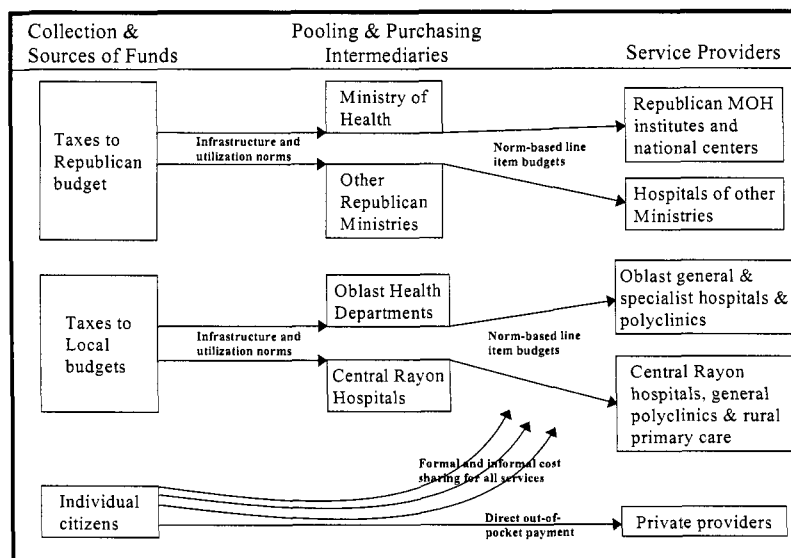 Collection &
Sources of Funds
Pooling & Purchasing
Intermediaries
Service Providers
Taxes to
Republican
budget
Infrastructure and
utilization norms
Ministry of
Health
Other
Republican
Ministries
Norm-based line
item budgets
Republican MOH
institutes and
national centers
Hospitals of other
Ministries
Taxes to
Local
budgets
Infrastructure and
utilization norms
Oblast Health
Departments
Central Rayon
Hospitals
Norm-based line
item budgets
Oblast general &
specialist hospitals &
polyclinics
Central Rayon
hospitals, general
polyclinics & rural
primary care
Individual
citizens
Formal and informal cost
sharing for all services
Direct out-of-
pocket payment
Private providers